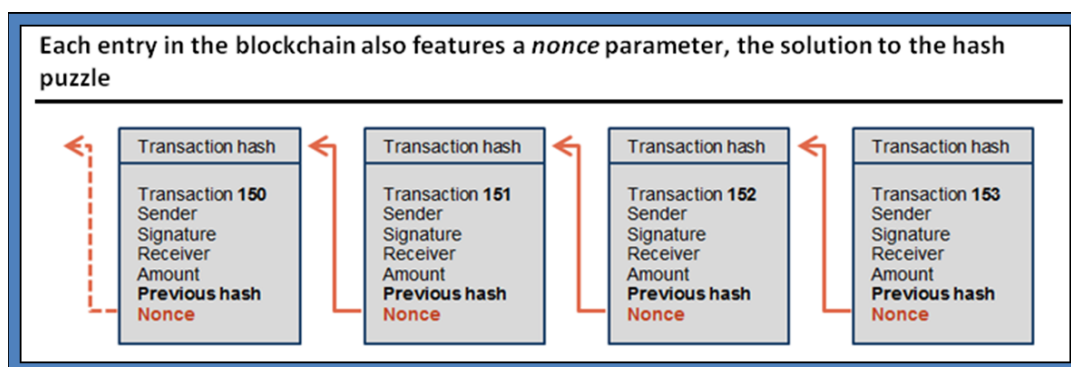 Each entry in the blockchain also features a nonce parameter, the solution to the hash
puzzle
Transaction hash
Transaction 150
Sender
Signature
Receiver
Amount
Previous hash
Nonce
Transaction hash
Transaction 151
Sender
Signature
Receiver
Amount
Previous hash
Nonce
Transaction hash
Transaction 152
Sender
Signature
Receiver
Amount
Previous hash
Nonce
Transaction hash
Transaction 153
Sender
Signature
Receiver
Amount
Previous hash
Nonce